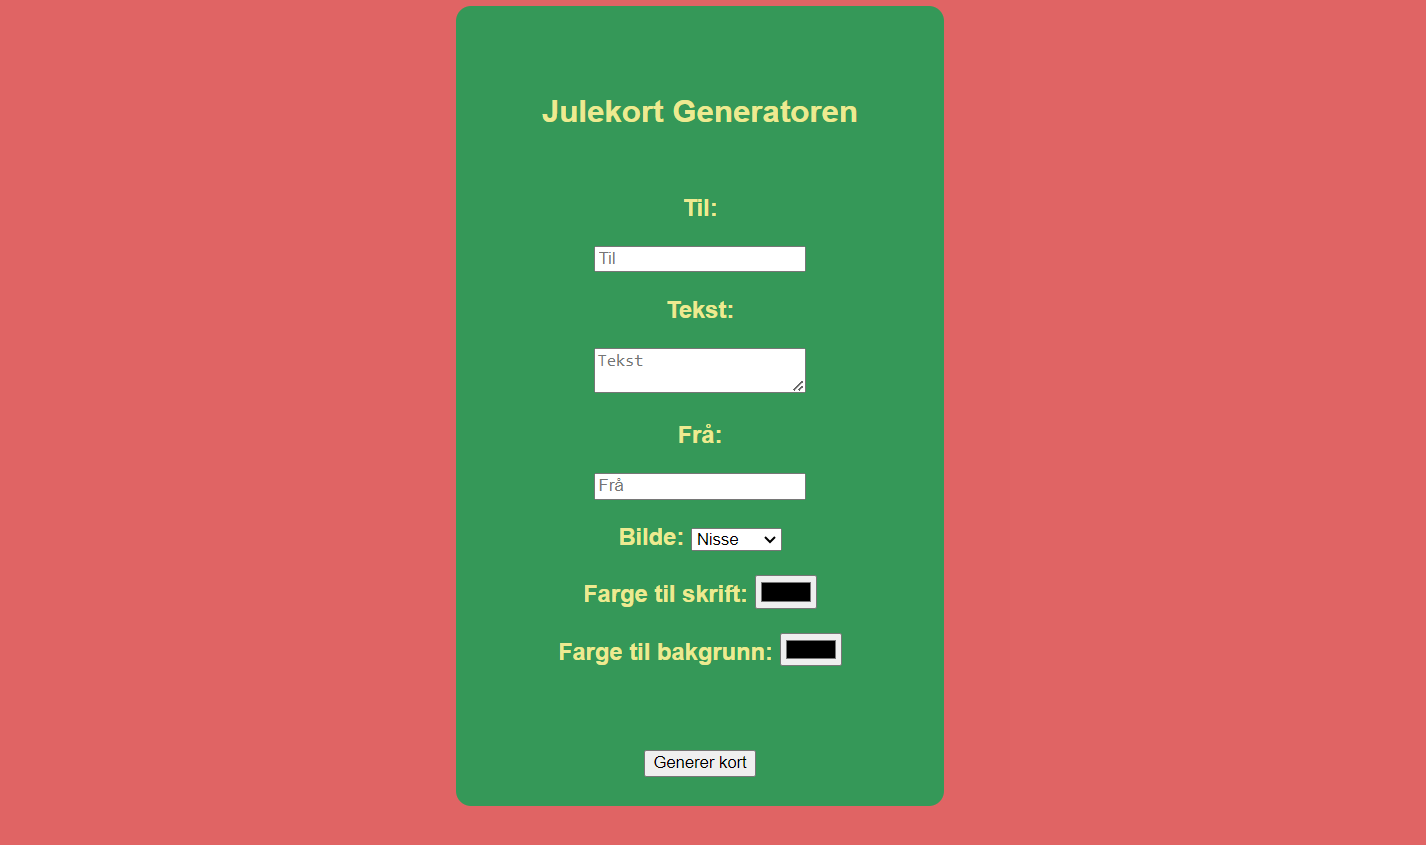 Julekort Generatoren
Til:
Til
Tekst:
Tekst
Frå:
Frå
Bilde: Nisse
Farge til skrift:
Farge til bakgrunn:
Generer kort